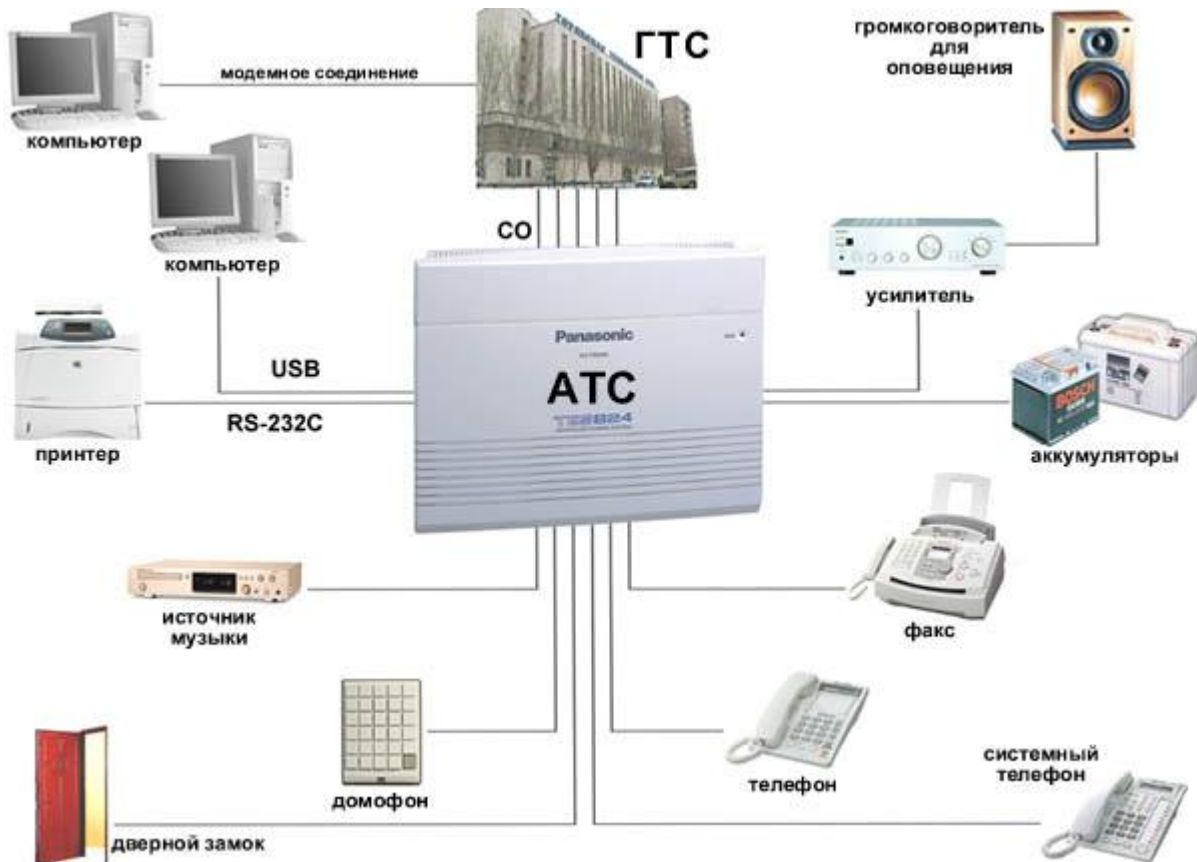 ГТС
громкоговоритель
для
оповещения
модемное соединение
компьютер
CO
компьютер
усилитель
Panasonic
USB
АТС
TES824
BOSCH
RS-232C
принтер
аккумуляторы
источник
музыки
факс
системный
телефон
телефон
домофон
дверной замок